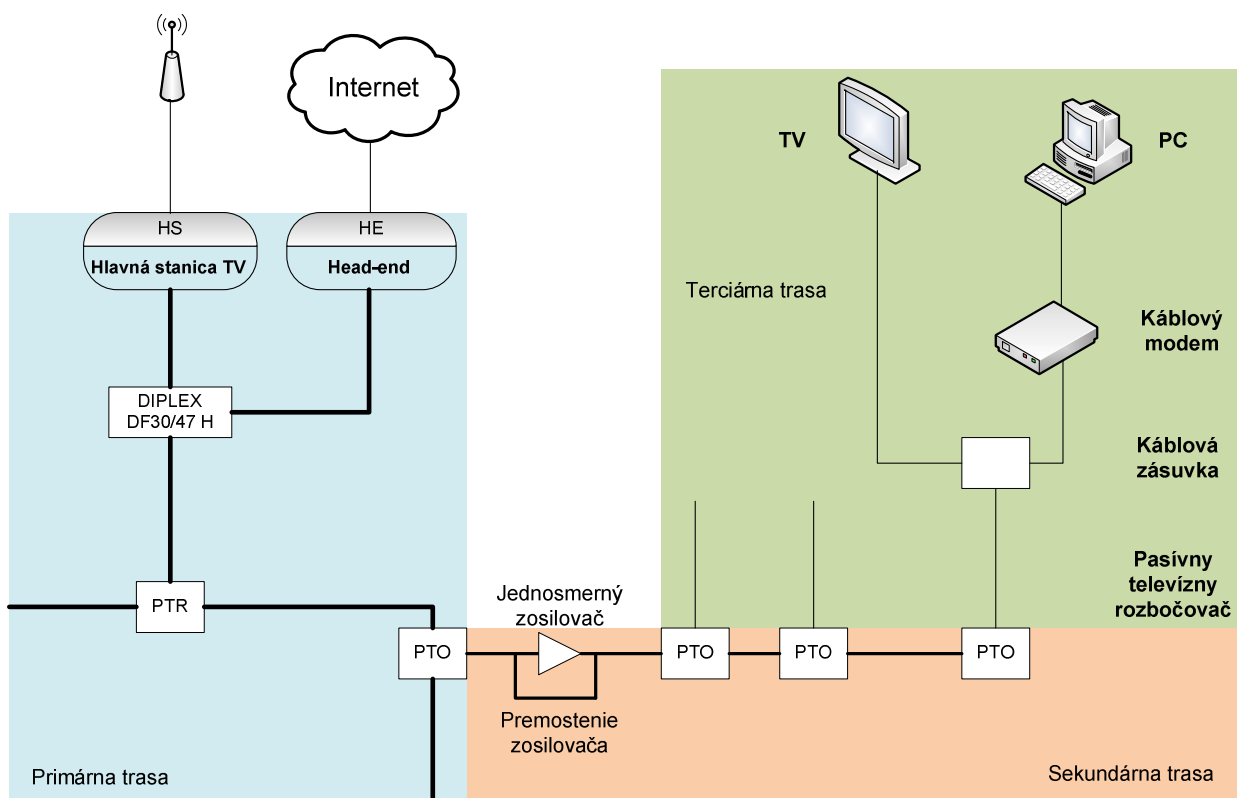 Internet
HS
Hlavná stanica TV
HE
Head-end
DIPLEX
DF30/47 H
PTR
PTO
Primárna trasa
Jednosmerný
zosilovač
Premostenie
zosilovača
TV
PC
Terciárna trasa
Káblový
modem
Káblová
zásuvka
Pasívny
televízny
rozbočovač
PTO
PTO
PTO
Sekundárna trasa